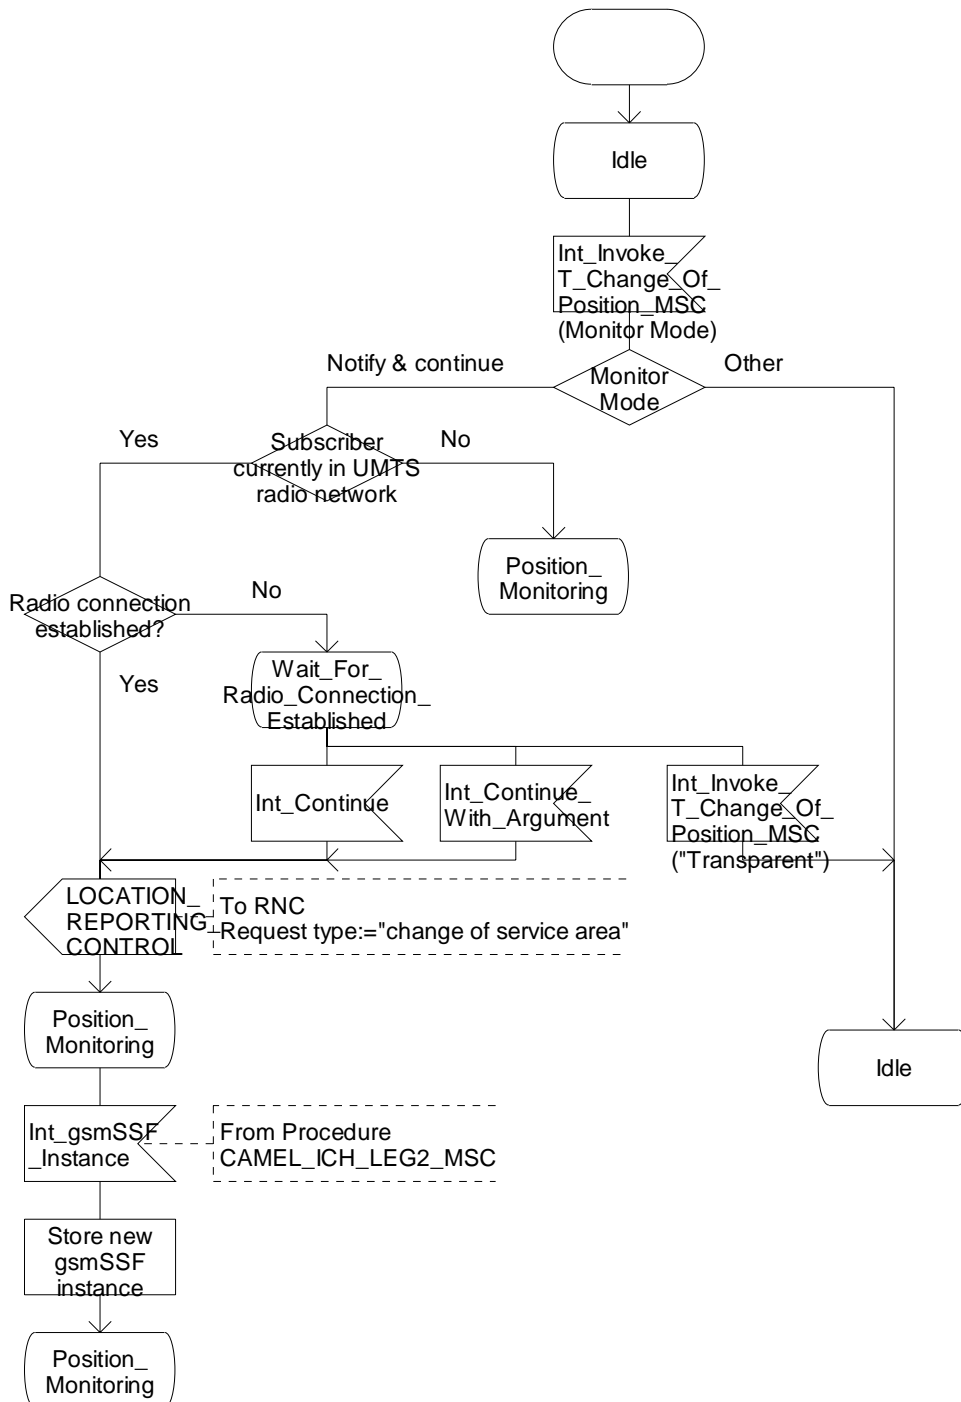 Idle
Int_Invoke_
T_Change_Of_
Position_MSC
(Monitor Mode)
Notify & continue
Monitor
Mode
Other
Yes
Subscriber
currently in UMTS
radio network
No
Position_
Monitoring
Radio connection
established?
No
Yes
Wait_For_
Radio_Connection_
Established
Int_Continue
Int_Continue_
With_Argument
Int_Invoke_
T_Change_Of_
Position_MSC
("Transparent")
LOCATION_
REPORTING_
CONTROL
To RNC
Request type:="change of service area"
Position_
Monitoring
Idle
Int_gsmSSF
_Instance
From Procedure
CAMEL_ICH_LEG2_MSC
Store new
gsmSSF
instance
Position_
Monitoring